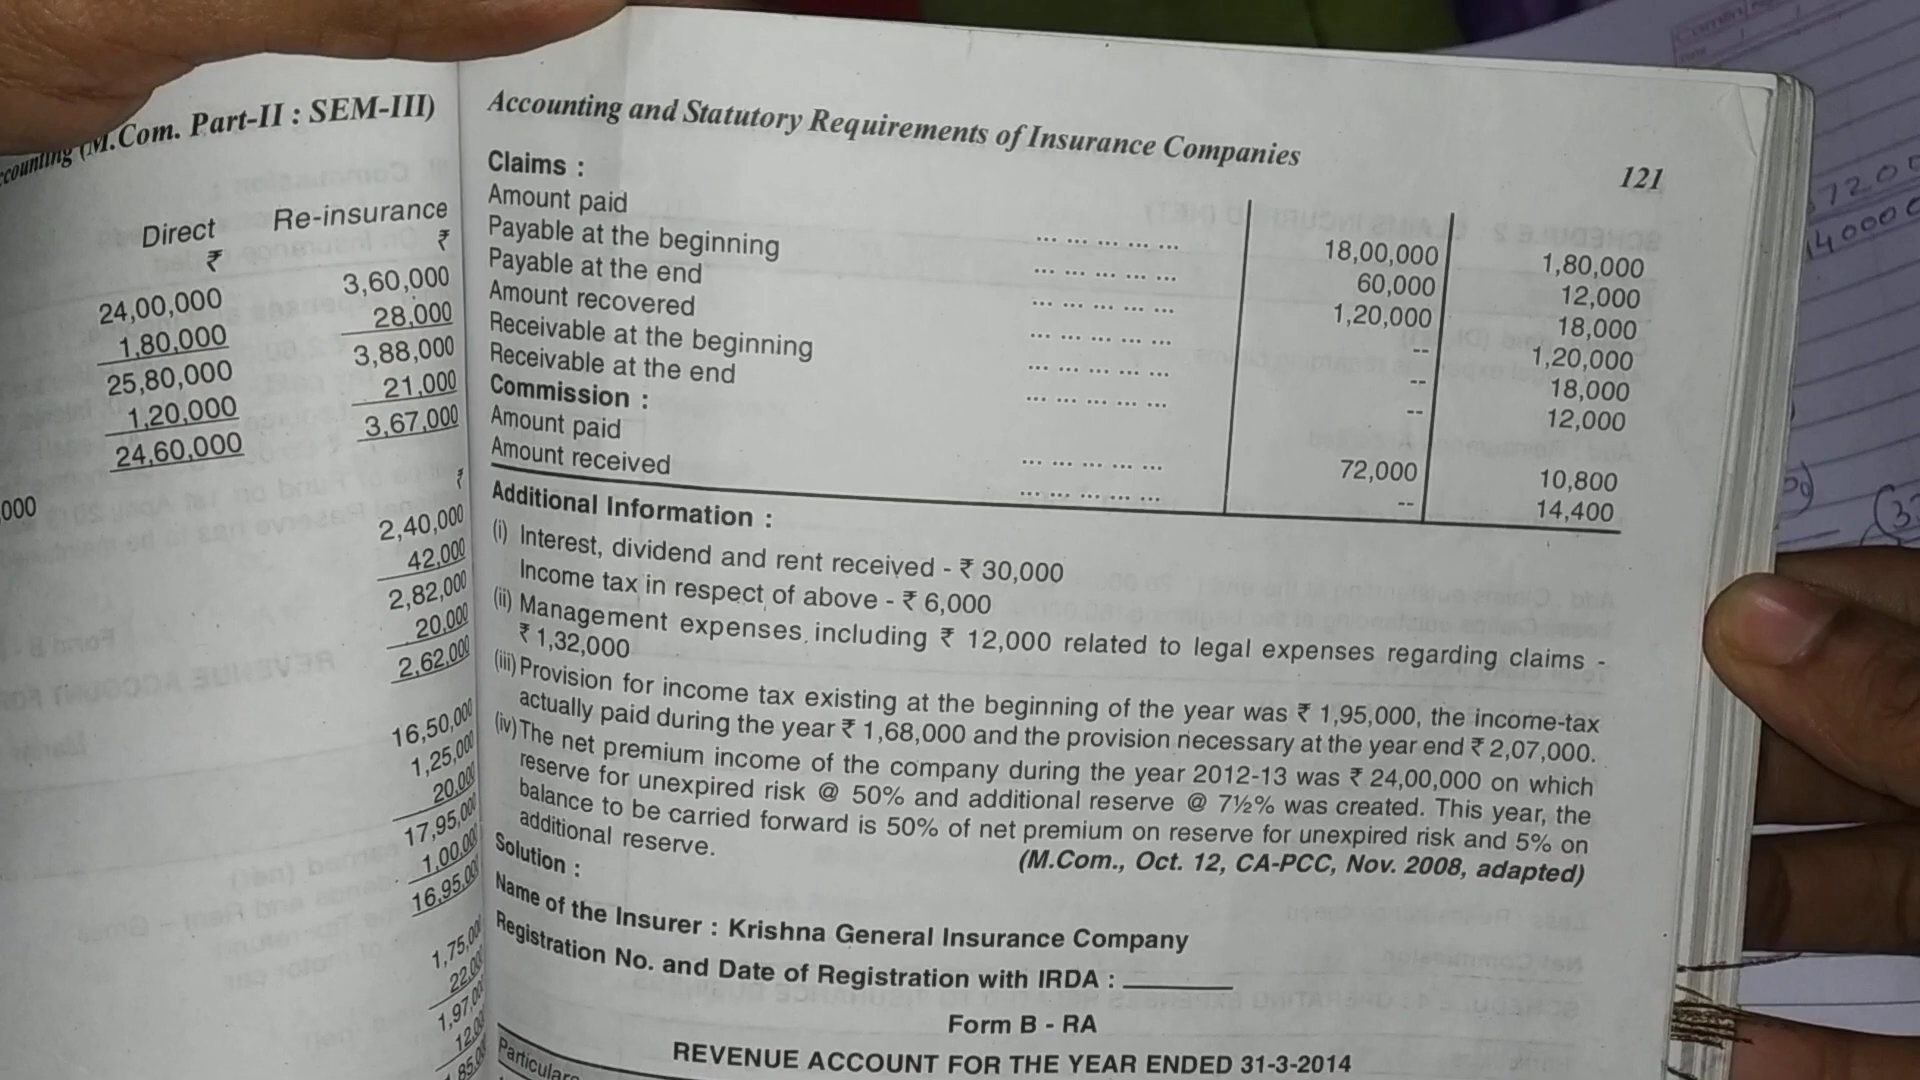 (M.Com. Part-II : SEM-III)
Direct Re-insurance
₹ ₹
24,00,000 3,60,000
1,80,000 28,000
25,80,000 3,88,000
1,20,000 21,000
24,60,000 3,67,000
₹
,000 2,40,000
42,000
2,82,000
20,000
2,62,000
16,50,000
1,25,000
20,000
17,95,000
1,00,00
16,95,00
1,75,00
22,00
1,97,00
12,00
Accounting and Statutory Requirements of Insurance Companies 121
Claims :
Amount paid ... ... ... ... ... 18,00,000 1,80,000
Payable at the beginning ... ... ... ... ... 60,000 12,000
Payable at the end ... ... ... ... ... 1,20,000 18,000
Amount recovered ... ... ... ... ... -- 1,20,000
Receivable at the beginning ... ... ... ... ... -- 18,000
Receivable at the end ... ... ... ... ... -- 12,000
Commission :
Amount paid ... ... ... ... ... 72,000 10,800
Amount received ... ... ... ... ... -- 14,400
Additional Information :
(i) Interest, dividend and rent received - ₹ 30,000
Income tax in respect of above - ₹ 6,000
(ii) Management expenses including ₹ 12,000 related to legal expenses regarding claims -
₹ 1,32,000
(iii) Provision for income tax existing at the beginning of the year was ₹ 1,95,000, the income-tax
actually paid during the year ₹ 1,68,000 and the provision necessary at the year end ₹ 2,07,000.
(iv) The net premium income of the company during the year 2012-13 was ₹ 24,00,000 on which
reserve for unexpired risk @ 50% and additional reserve @ 7½% was created. This year, the
balance to be carried forward is 50% of net premium on reserve for unexpired risk and 5% on
additional reserve. (M.Com., Oct. 12, CA-PCC, Nov. 2008, adapted)
Solution :
Name of the Insurer : Krishna General Insurance Company
Registration No. and Date of Registration with IRDA :
Form B - RA
REVENUE ACCOUNT FOR THE YEAR ENDED 31-3-2014
Particulars